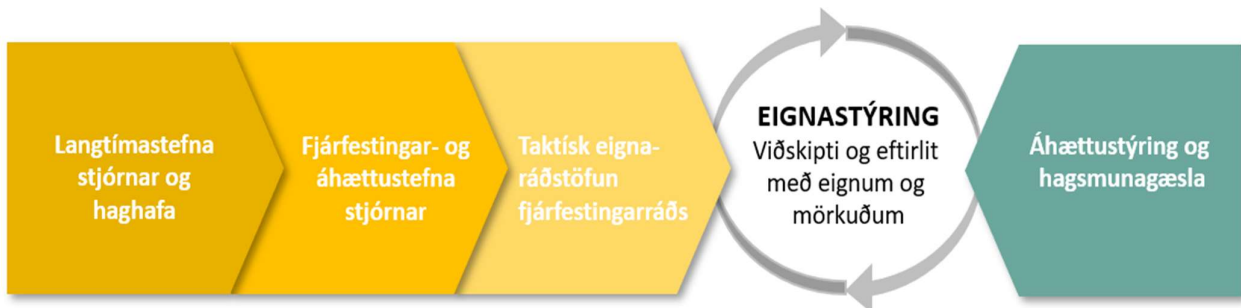 Langtímastefna
stjórnar og
haghafa
Fjárfestingar- og
áhættustefna
stjórnar
Taktísk eigna-
ráðstöfun
fjárfestingarráðs
EIGNASTÝRING
Viðskipti og eftirlit
með eignum og
mörkuðum
Áhættustýring og
hagsmunagæsla